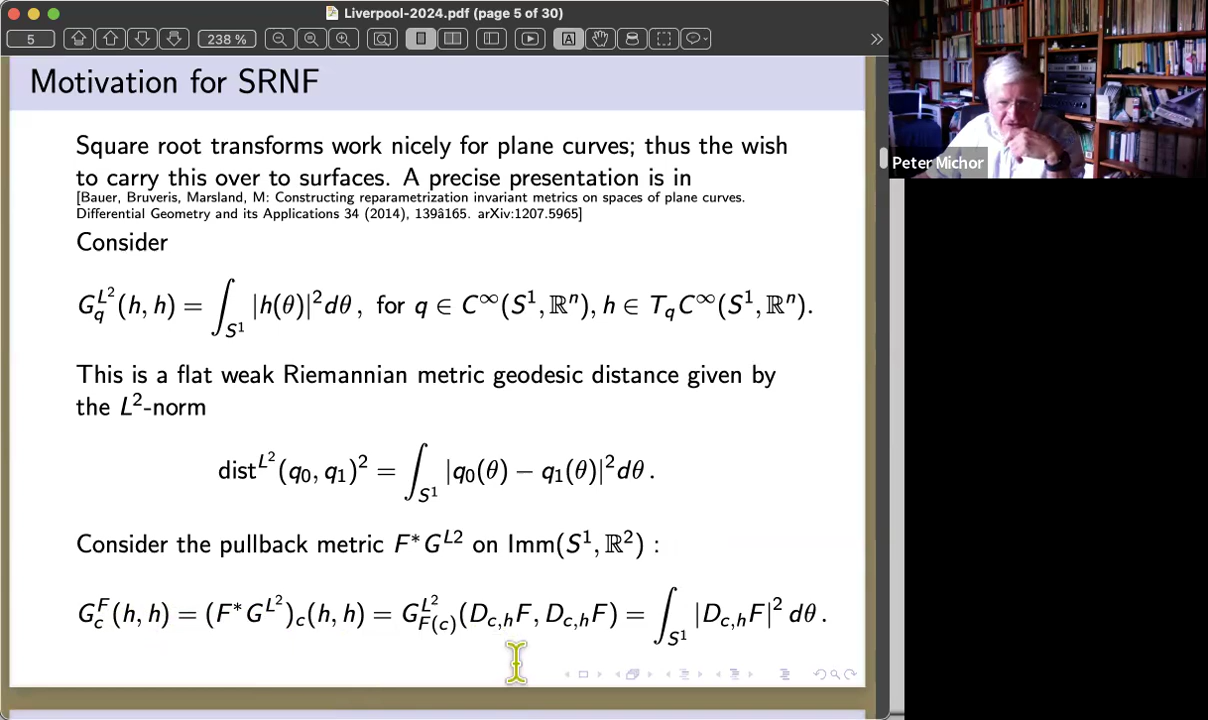 Liverpool-2024.pdf (page 5 of 30)
5
238 %
Motivation for SRNF
Square root transforms work nicely for plane curves; thus the wish
to carry this over to surfaces. A precise presentation is in
[Bauer, Bruveris, Marsland, M: Constructing reparametrization invariant metrics on spaces of plane curves.
Differential Geometry and its Applications 34 (2014), 139â165. arXiv:1207.5965]
Consider
G_q^{L^2}(h, h) = ∫_{S^1} |h(θ)|^2 dθ , for q ∈ C^∞(S^1, ℝ^n), h ∈ T_q C^∞(S^1, ℝ^n).
This is a flat weak Riemannian metric geodesic distance given by
the L^2-norm
dist^{L^2}(q_0, q_1)^2 = ∫_{S^1} |q_0(θ) − q_1(θ)|^2 dθ .
Consider the pullback metric F* G^{L2} on Imm(S^1, ℝ^2) :
G_c^F(h, h) = (F* G^{L^2})_c(h, h) = G_{F(c)}^{L^2}(D_{c,h}F, D_{c,h}F) = ∫_{S^1} |D_{c,h}F|^2 dθ .
Peter Michor